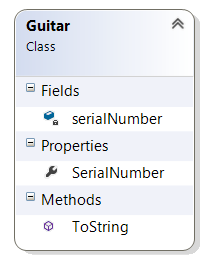 Guitar
Class
Fields
serialNumber
Properties
SerialNumber
Methods
ToString